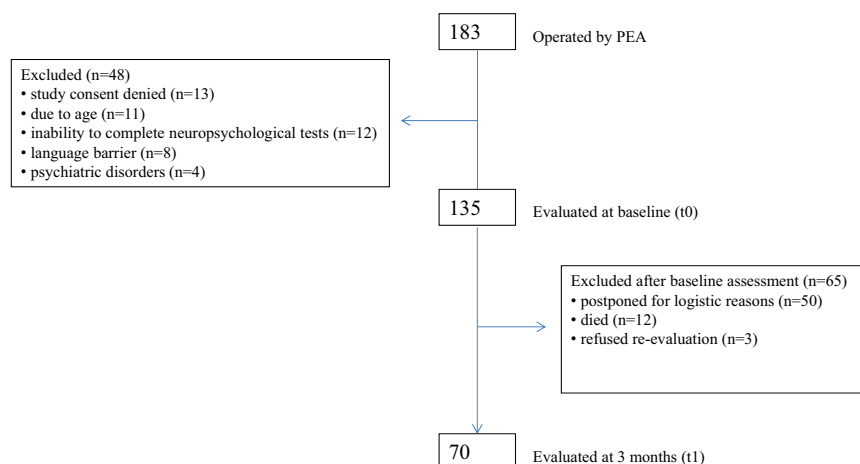 183
Operated by PEA
Excluded (n=48)
• study consent denied (n=13)
• due to age (n=11)
• inability to complete neuropsychological tests (n=12)
• language barrier (n=8)
• psychiatric disorders (n=4)
135
Evaluated at baseline (t0)
Excluded after baseline assessment (n=65)
• postponed for logistic reasons (n=50)
• died (n=12)
• refused re-evaluation (n=3)
70
Evaluated at 3 months (t1)